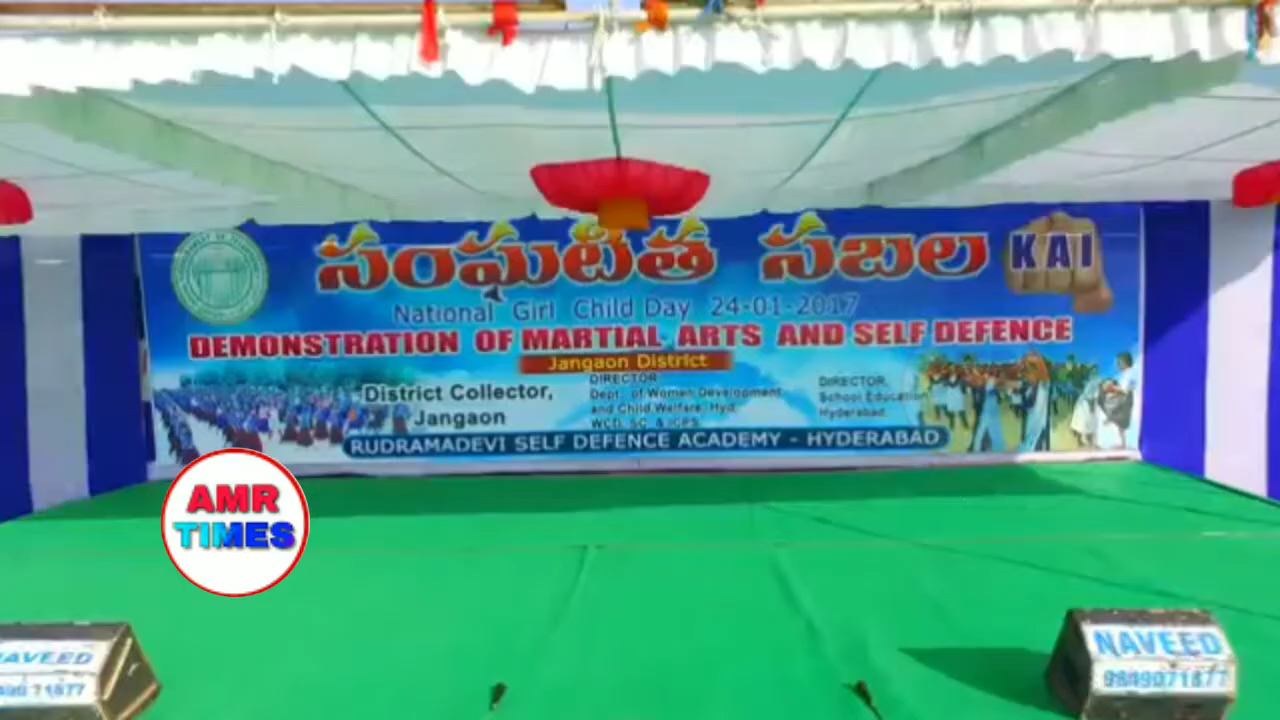 సంఘటిత సబల
KAI
National Girl Child Day 24-01-2017
DEMONSTRATION OF MARTIAL ARTS AND SELF DEFENCE
Jangaon District
District Collector,
Jangaon
DIRECTOR
Dept. of Women Development
and Child Welfare, Hyd,
WCD, SC, & ICPS
DIRECTOR,
School Education
Hyderabad
RUDRAMADEVI SELF DEFENCE ACADEMY - HYDERABAD
AMR
TIMES
NAVEED
9849071877